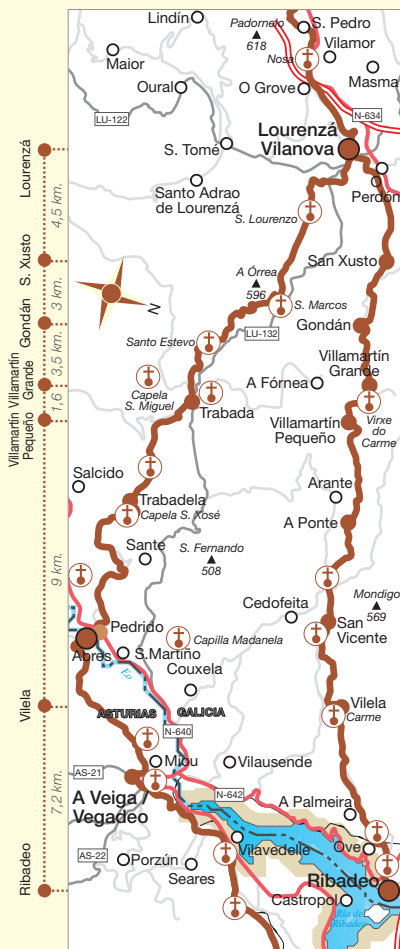 Lindín
Padornelo
618
S. Pedro
Vilamor
Maior
Nosa
Masma
Oural
O Grove
LU-122
N-634
Lourenzá
Vilanova
S. Tomé
Perdón
Santo Adrao
de Lourenzá
S. Lourenzo
San Xusto
A Órrea
596
S. Marcos
N
Gondán
LU-132
Santo Estevo
Villamartín
Grande
Capela
S. Miguel
A Fórnea
Trabada
Virxe
do
Carme
Villamartín
Pequeño
Salcido
Arante
Trabadela
Capela S. Xosé
A Ponte
Sante
S. Fernando
508
Cedofeita
Mondigo
569
Pedrido
San
Vicente
Abres
S.Martiño
Capilla Madanela
Eo
Couxela
Vilela
Carme
ASTURIAS
GALICIA
N-640
Miou
Vilausende
AS-21
N-642
A Veiga /
Vegadeo
A Palmeira
Ove
Vilavedelle
AS-22
Porzún
Seares
Ribadeo
Castropol
Ría de
Ribadeo
Lourenzá
4,5 km.
S. Xusto
3 km.
Gondán
3,5 km.
Villamartín
Grande
1,6
Villamartín
Pequeño
9 km.
Vilela
7,2 km.
Ribadeo